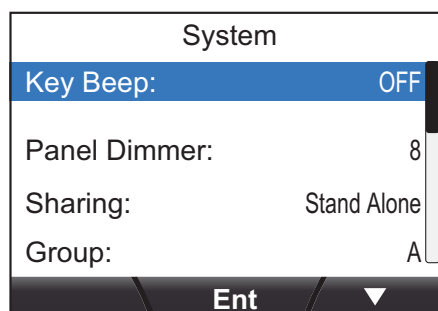 System
Key Beep: OFF
Panel Dimmer: 8
Sharing: Stand Alone
Group: A
Ent ▼